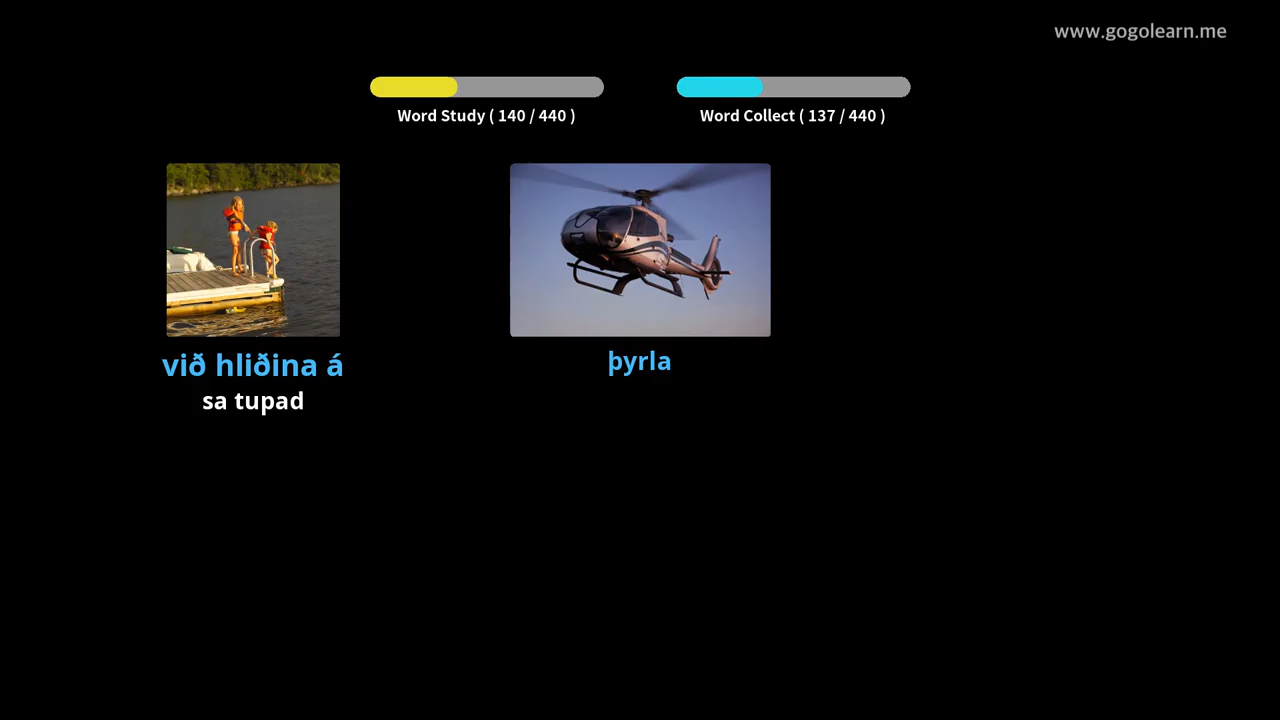 www.gogolearn.me
Word Study ( 140 / 440 )
Word Collect ( 137 / 440 )
við hliðina á
sa tupad
þyrla